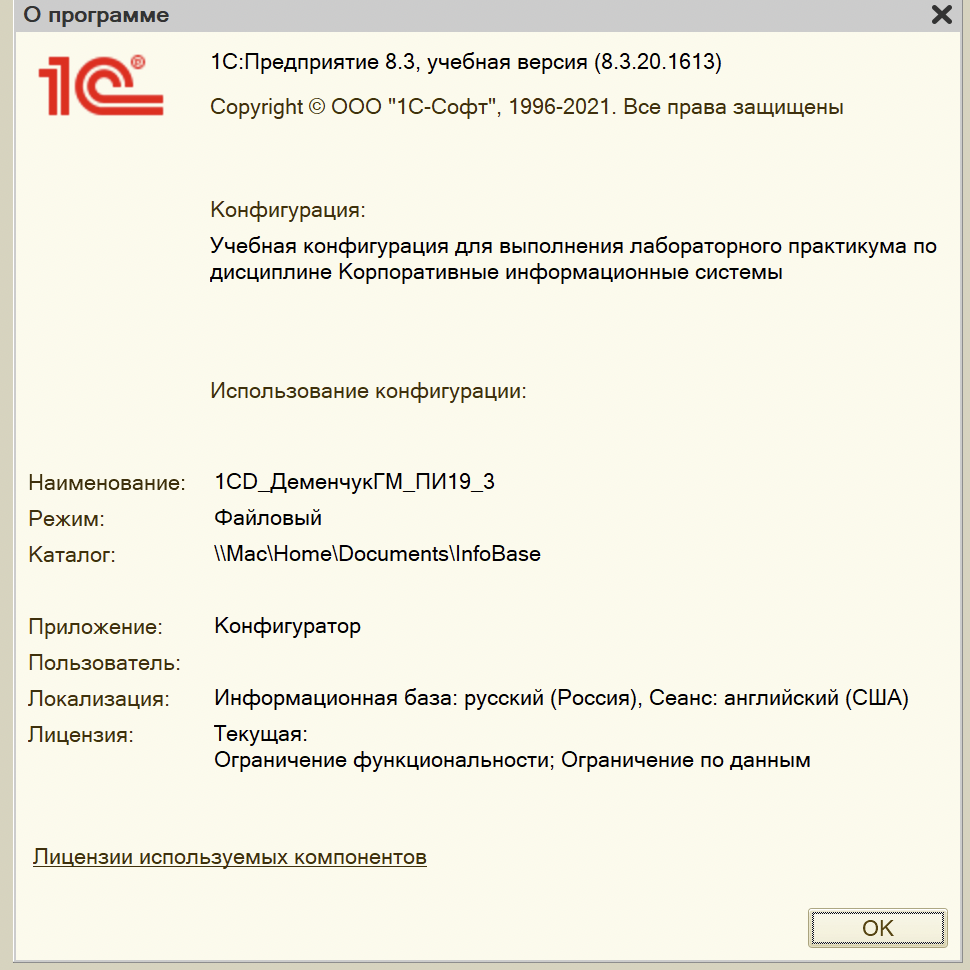 О программе
1С®
1С:Предприятие 8.3, учебная версия (8.3.20.1613)
Copyright © ООО "1С-Софт", 1996-2021. Все права защищены
Конфигурация:
Учебная конфигурация для выполнения лабораторного практикума по
дисциплине Корпоративные информационные системы
Использование конфигурации:
Наименование: 1CD_ДеменчукГМ_ПИ19_3
Режим: Файловый
Каталог: \\Mac\Home\Documents\InfoBase
Приложение: Конфигуратор
Пользователь:
Локализация: Информационная база: русский (Россия), Сеанс: английский (США)
Лицензия: Текущая:
Ограничение функциональности; Ограничение по данным
Лицензии используемых компонентов
OK